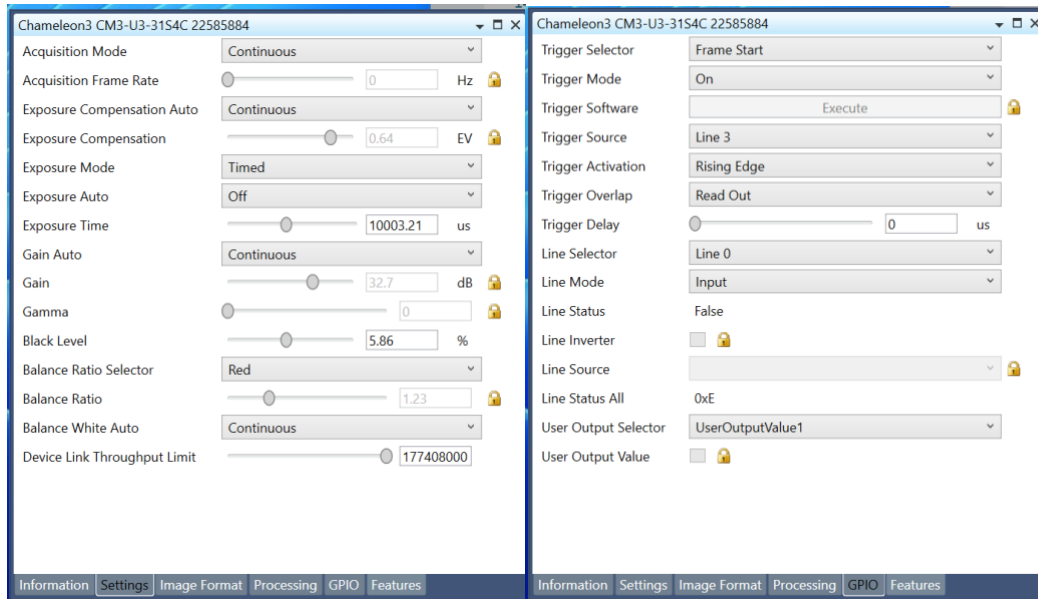 Chameleon3 CM3-U3-31S4C 22585884
Acquisition Mode Continuous
Acquisition Frame Rate 0 Hz
Exposure Compensation Auto Continuous
Exposure Compensation 0.64 EV
Exposure Mode Timed
Exposure Auto Off
Exposure Time 10003.21 us
Gain Auto Continuous
Gain 32.7 dB
Gamma 0
Black Level 5.86 %
Balance Ratio Selector Red
Balance Ratio 1.23
Balance White Auto Continuous
Device Link Throughput Limit 177408000
Information Settings Image Format Processing GPIO Features
Chameleon3 CM3-U3-31S4C 22585884
Trigger Selector Frame Start
Trigger Mode On
Trigger Software Execute
Trigger Source Line 3
Trigger Activation Rising Edge
Trigger Overlap Read Out
Trigger Delay 0 us
Line Selector Line 0
Line Mode Input
Line Status False
Line Inverter
Line Source
Line Status All 0xE
User Output Selector UserOutputValue1
User Output Value
Information Settings Image Format Processing GPIO Features